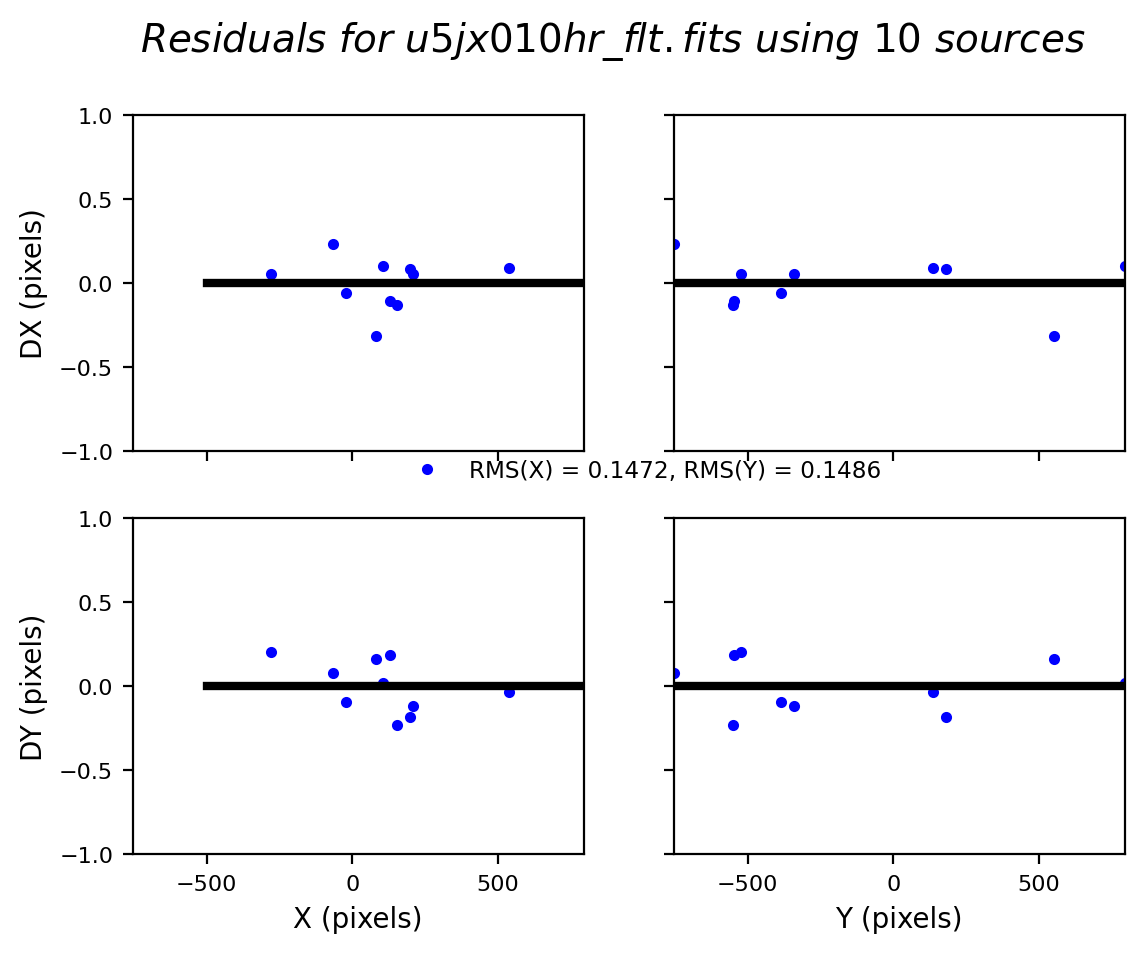 Residuals for u5jx010hr_flt.fits using 10 sources
1.0
0.5
0.0
−0.5
−1.0
DX (pixels)
RMS(X) = 0.1472, RMS(Y) = 0.1486
1.0
0.5
0.0
−0.5
−1.0
DY (pixels)
−500 0 500
X (pixels)
−500 0 500
Y (pixels)